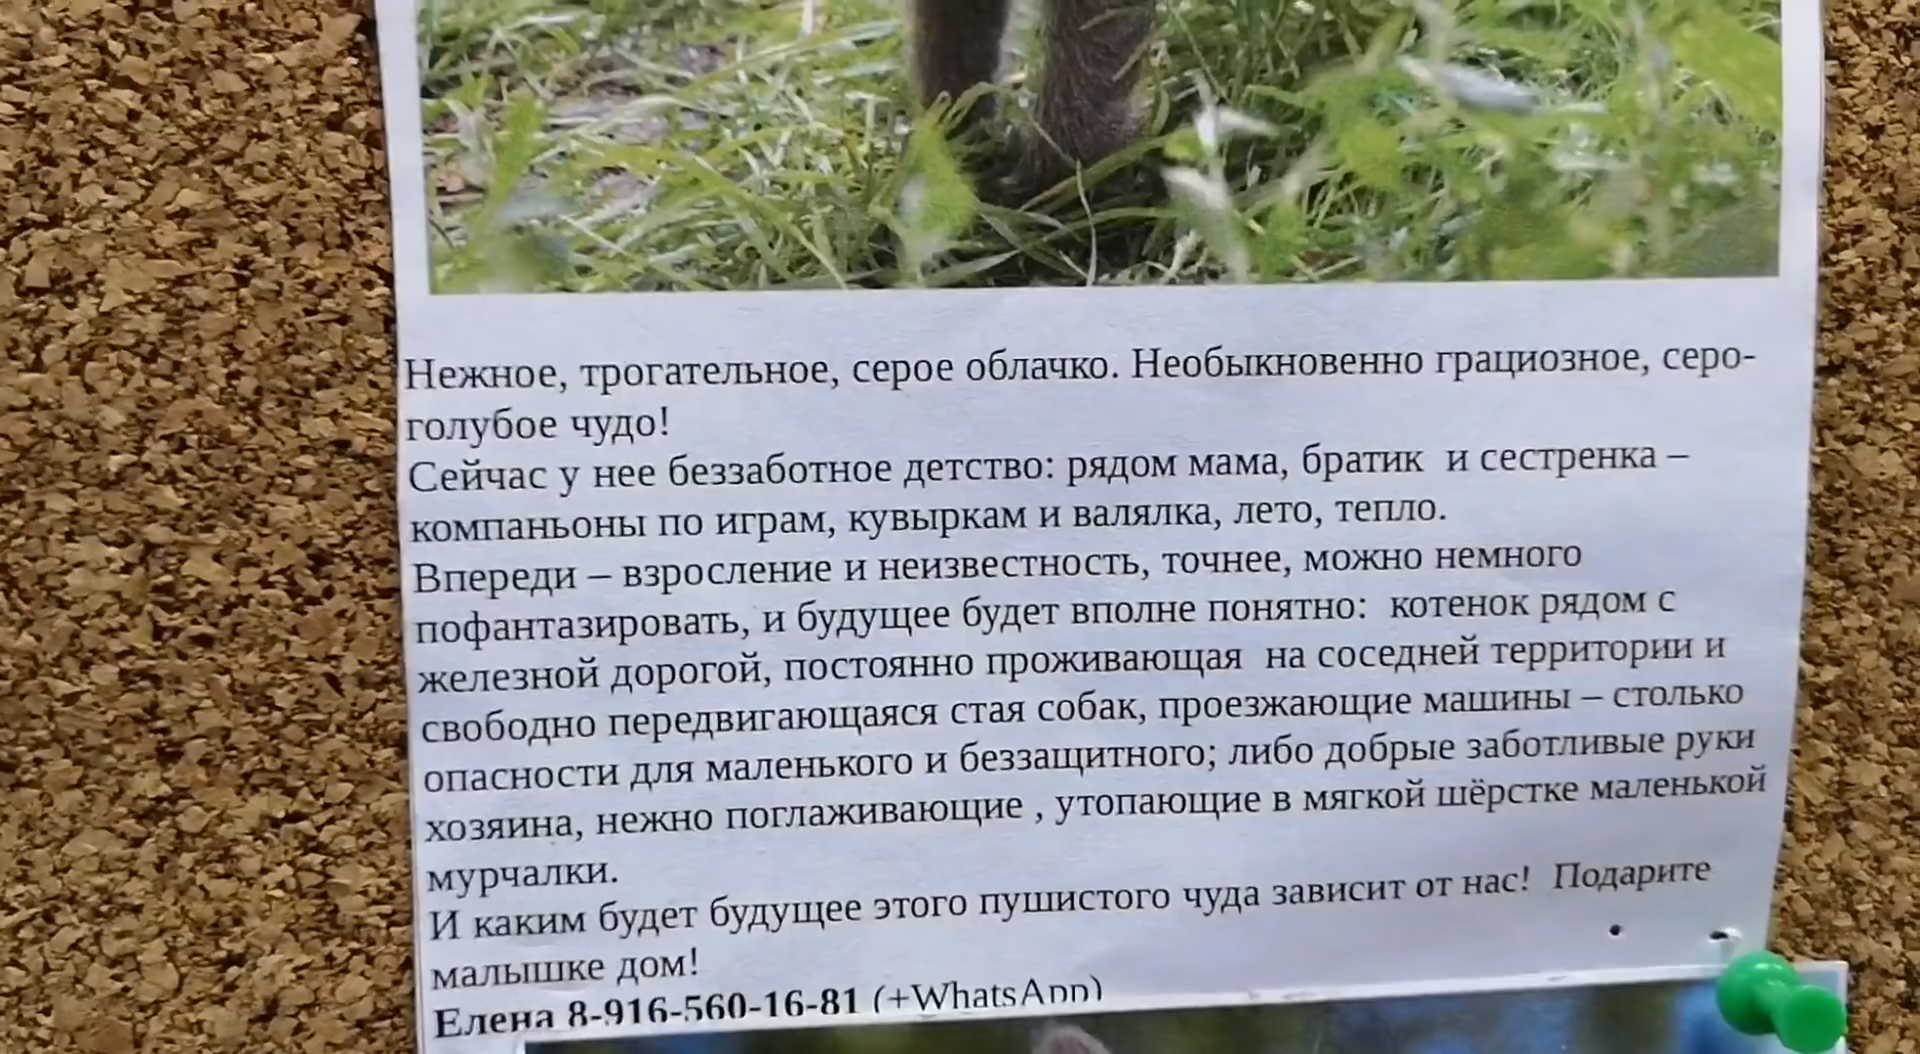 Нежное, трогательное, серое облачко. Необыкновенно грациозное, серо-
голубое чудо!
Сейчас у нее беззаботное детство: рядом мама, братик и сестренка –
компаньоны по играм, кувыркам и валялка, лето, тепло.
Впереди – взросление и неизвестность, точнее, можно немного
пофантазировать, и будущее будет вполне понятно: котенок рядом с
железной дорогой, постоянно проживающая на соседней территории и
свободно передвигающаяся стая собак, проезжающие машины – столько
опасности для маленького и беззащитного; либо добрые заботливые руки
хозяина, нежно поглаживающие , утопающие в мягкой шёрстке маленькой
мурчалки.
И каким будет будущее этого пушистого чуда зависит от нас! Подарите
малышке дом!
Елена 8-916-560-16-81 (+WhatsApp)